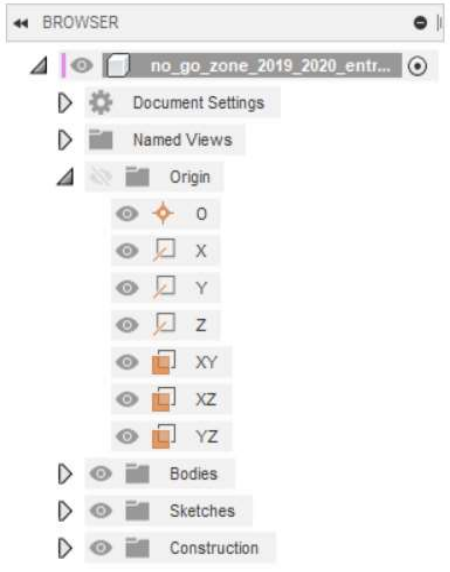 BROWSER
no_go_zone_2019_2020_entr...
Document Settings
Named Views
Origin
O
X
Y
Z
XY
XZ
YZ
Bodies
Sketches
Construction